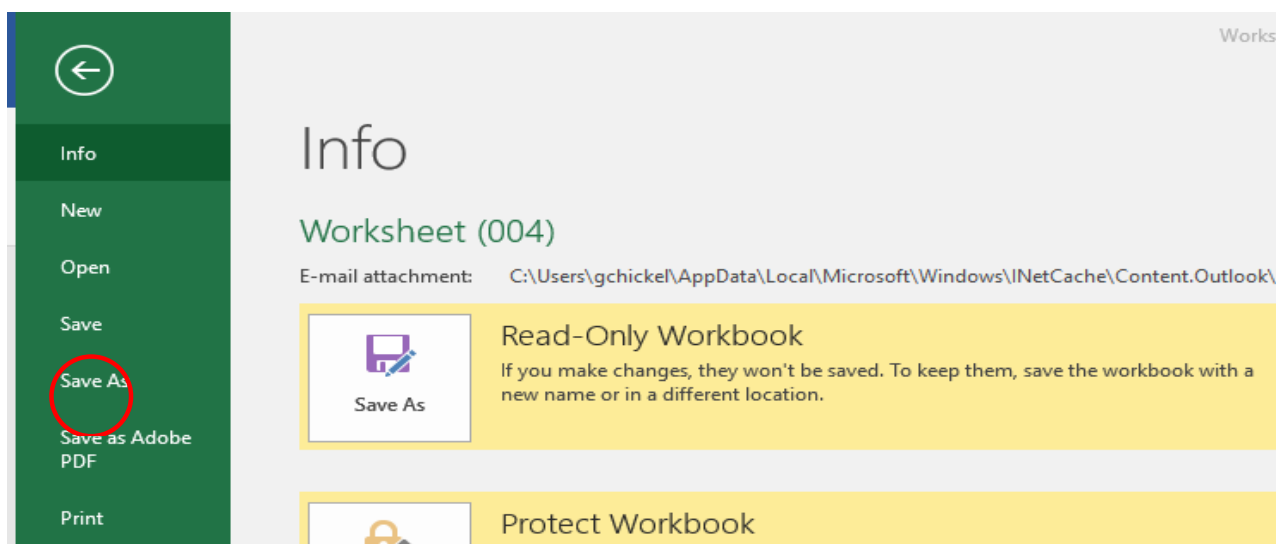 Works
Info
New
Open
Save
Save As
Save as Adobe
PDF
Print
Info
Worksheet (004)
E-mail attachment: C:\Users\gchickel\AppData\Local\Microsoft\Windows\INetCache\Content.Outlook\
Save As
Read-Only Workbook
If you make changes, they won't be saved. To keep them, save the workbook with a
new name or in a different location.
Protect Workbook